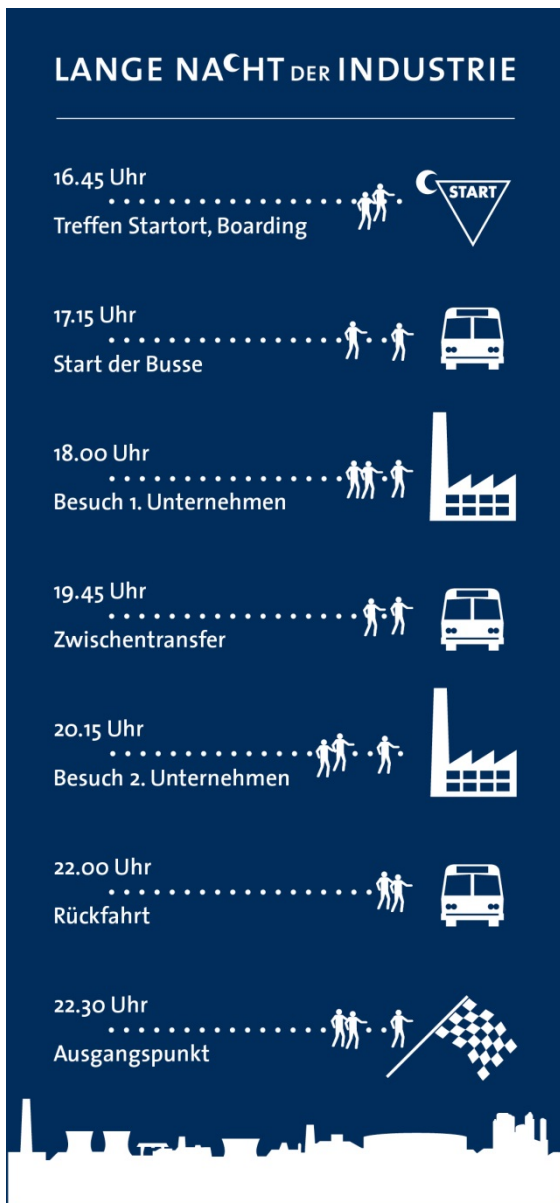 LANGE NACHT DER INDUSTRIE
16.45 Uhr
START
Treffen Startort, Boarding
17.15 Uhr
Start der Busse
18.00 Uhr
Besuch 1. Unternehmen
19.45 Uhr
Zwischentransfer
20.15 Uhr
Besuch 2. Unternehmen
22.00 Uhr
Rückfahrt
22.30 Uhr
Ausgangspunkt